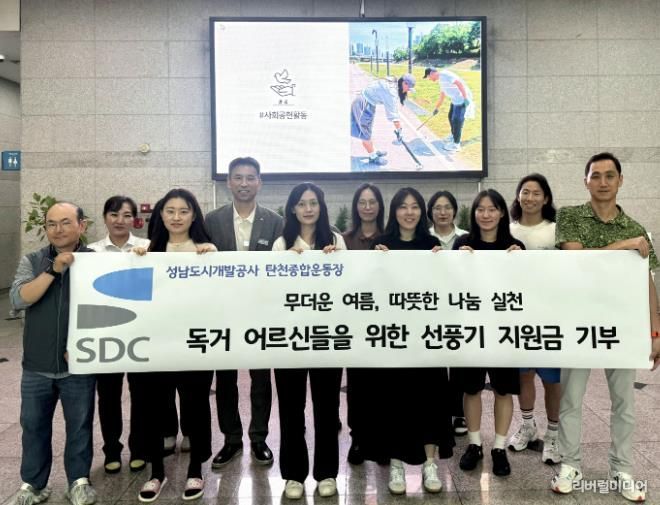 #사회공헌활동
성남도시개발공사 탄천종합운동장
무더운 여름, 따뜻한 나눔 실천
독거 어르신들을 위한 선풍기 지원금 기부
SDC
리버럴미디어